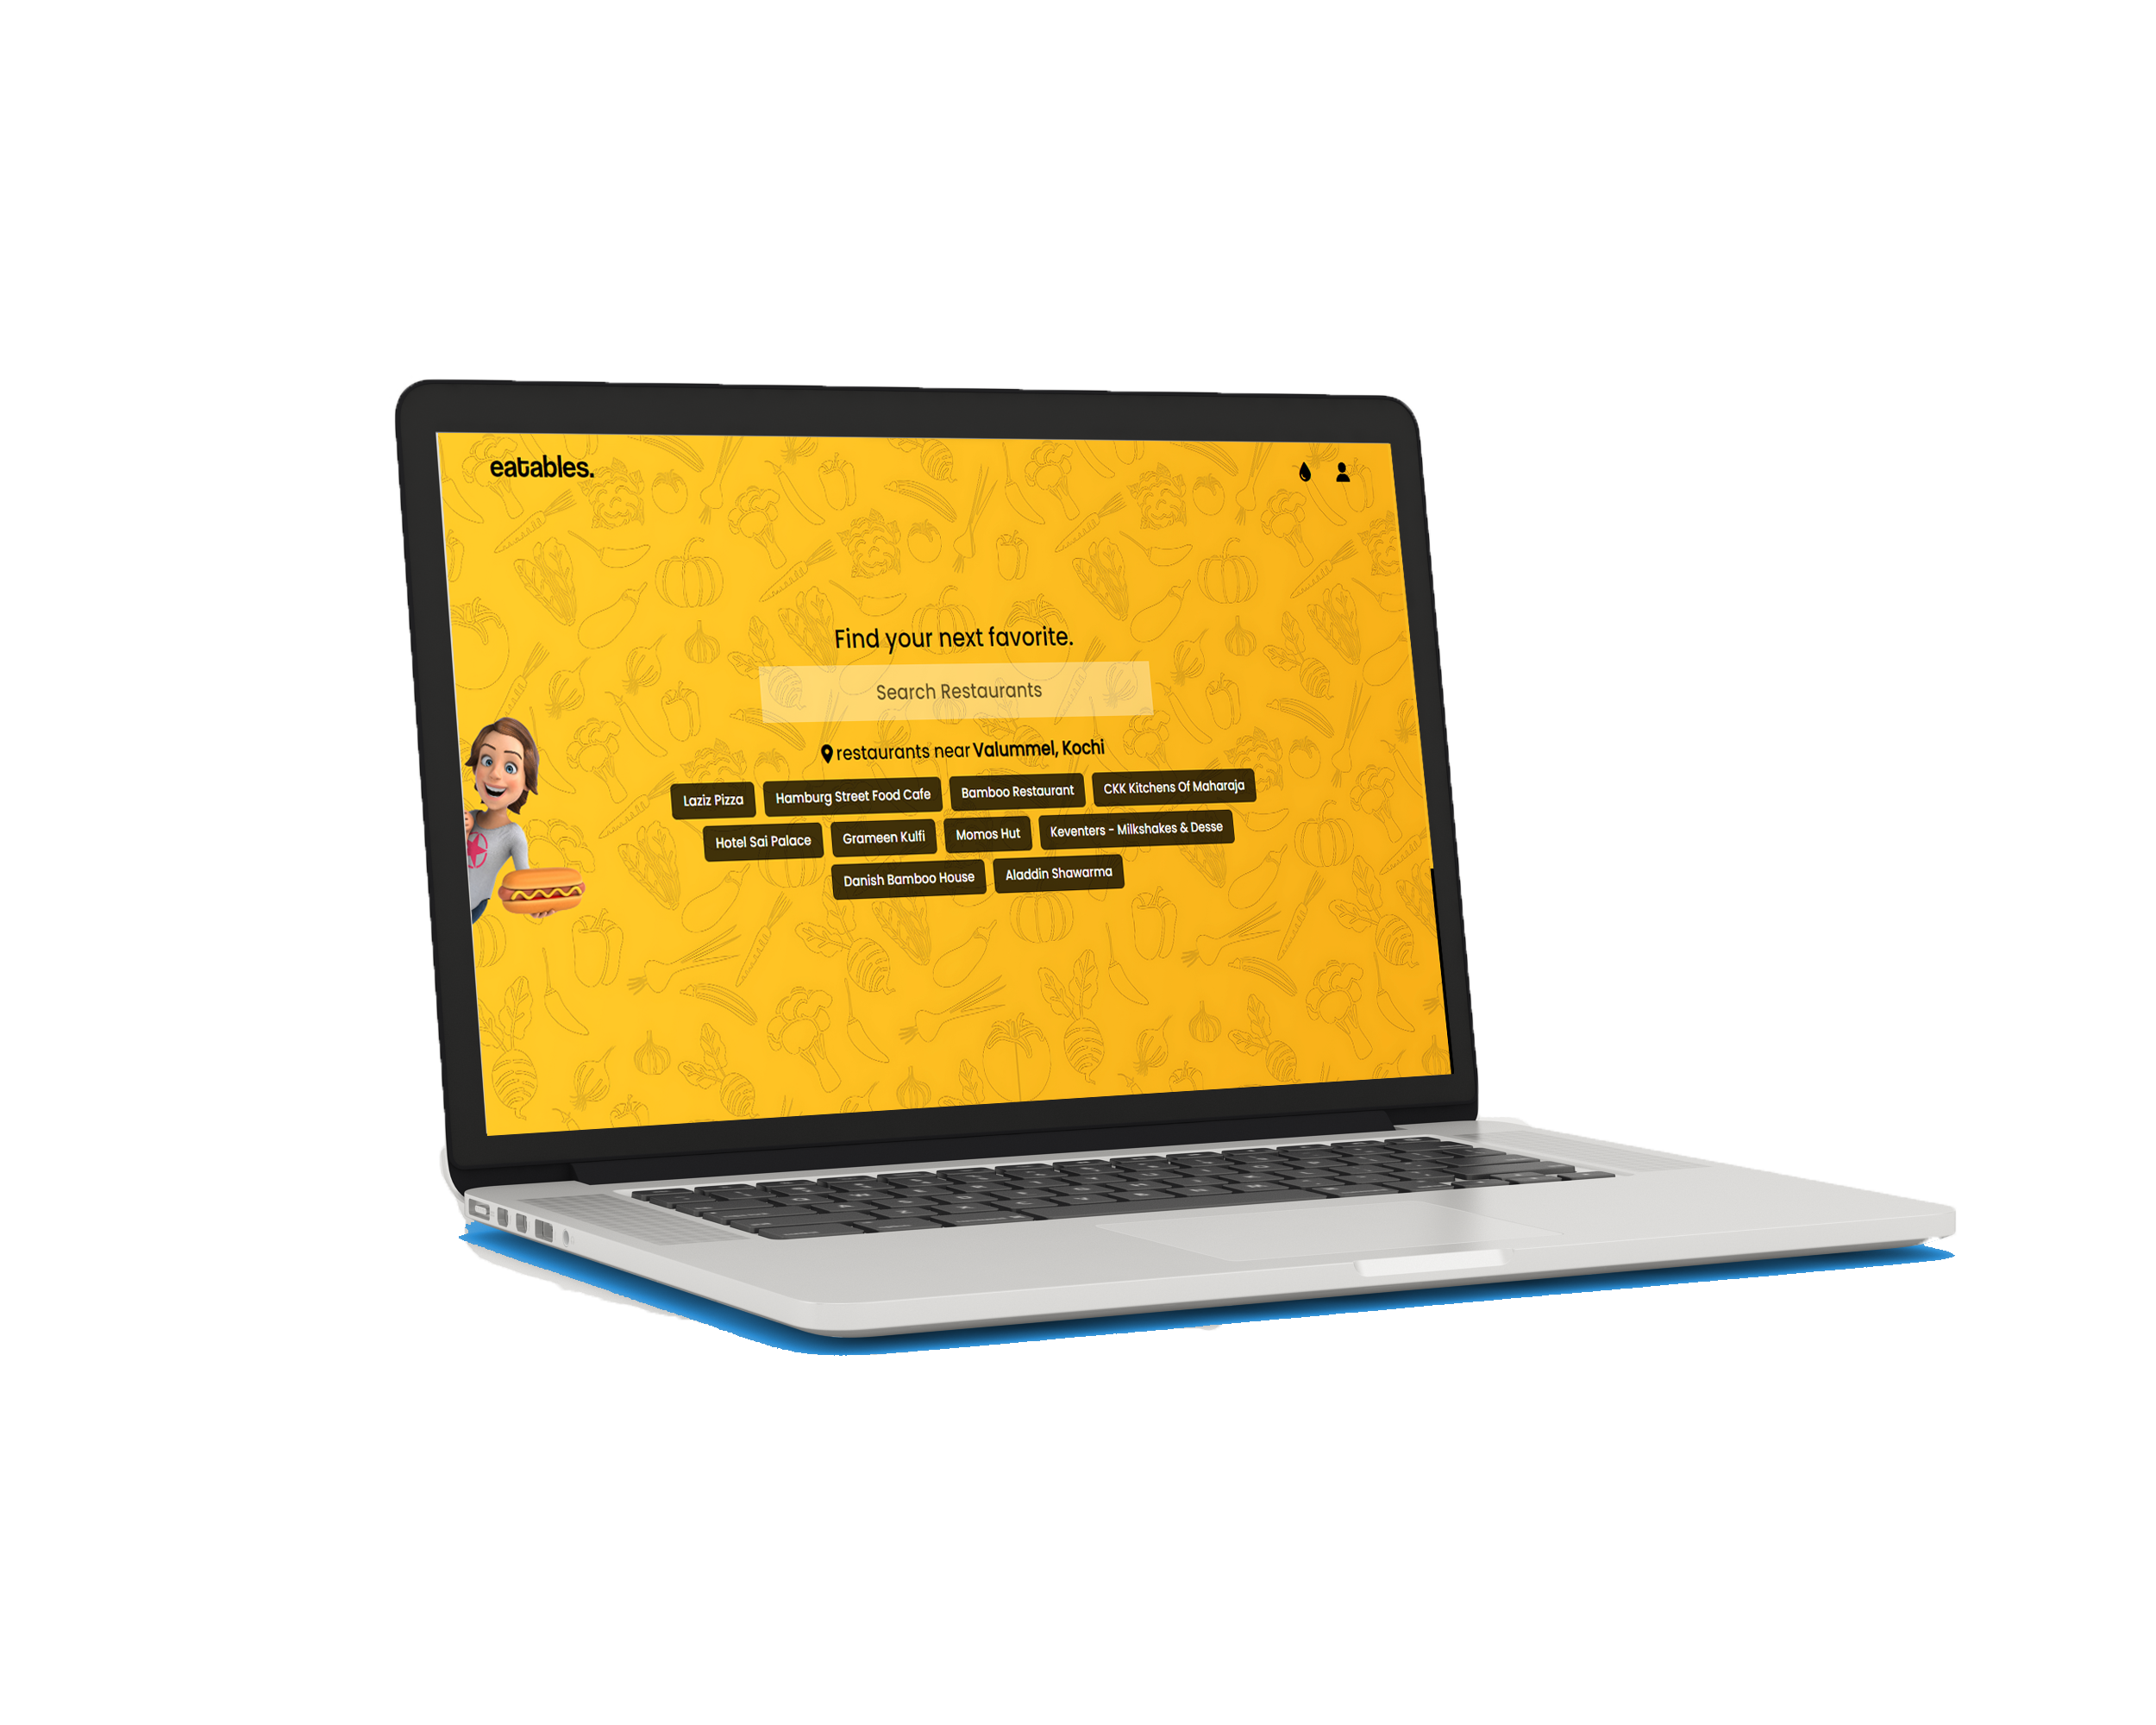 eatables.
Find your next favorite.
Search Restaurants
restaurants near Valummel, Kochi
Laziz Pizza Hamburg Street Food Cafe Bamboo Restaurant CKK Kitchens Of Maharaja
Hotel Sai Palace Grameen Kulfi Momos Hut Keventers - Milkshakes & Desse
Danish Bamboo House Aladdin Shawarma